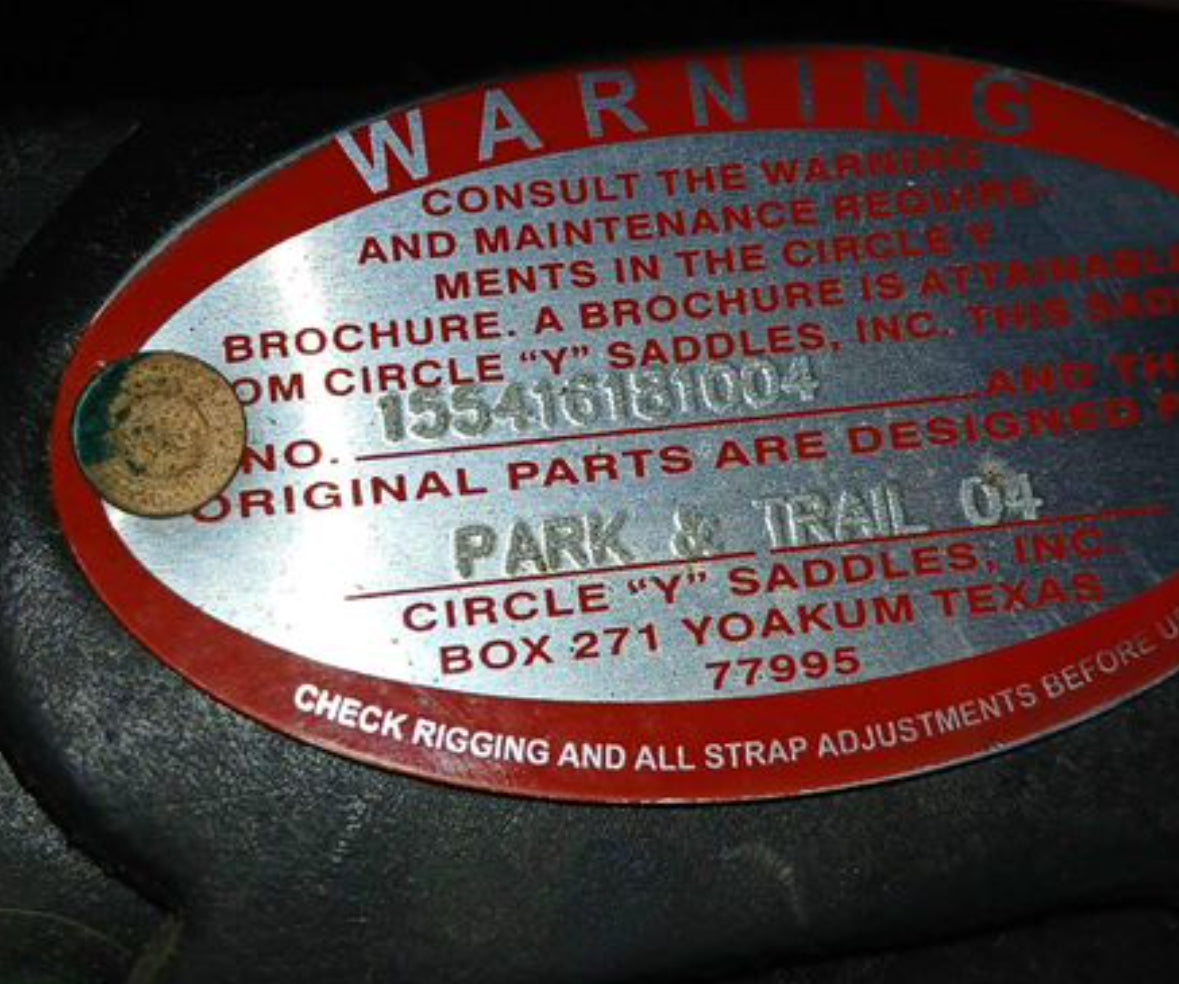 WARNING
CONSULT THE WARNING
AND MAINTENANCE REQUIRE-
MENTS IN THE CIRCLE Y
BROCHURE. A BROCHURE IS ATTAINABLE
OM CIRCLE “Y” SADDLES, INC. THIS SAD
NO. 155416181004 AND TH
ORIGINAL PARTS ARE DESIGNED
PARK & TRAIL 04
CIRCLE “Y” SADDLES, INC.
BOX 271 YOAKUM TEXAS
77995
CHECK RIGGING AND ALL STRAP ADJUSTMENTS BEFORE U